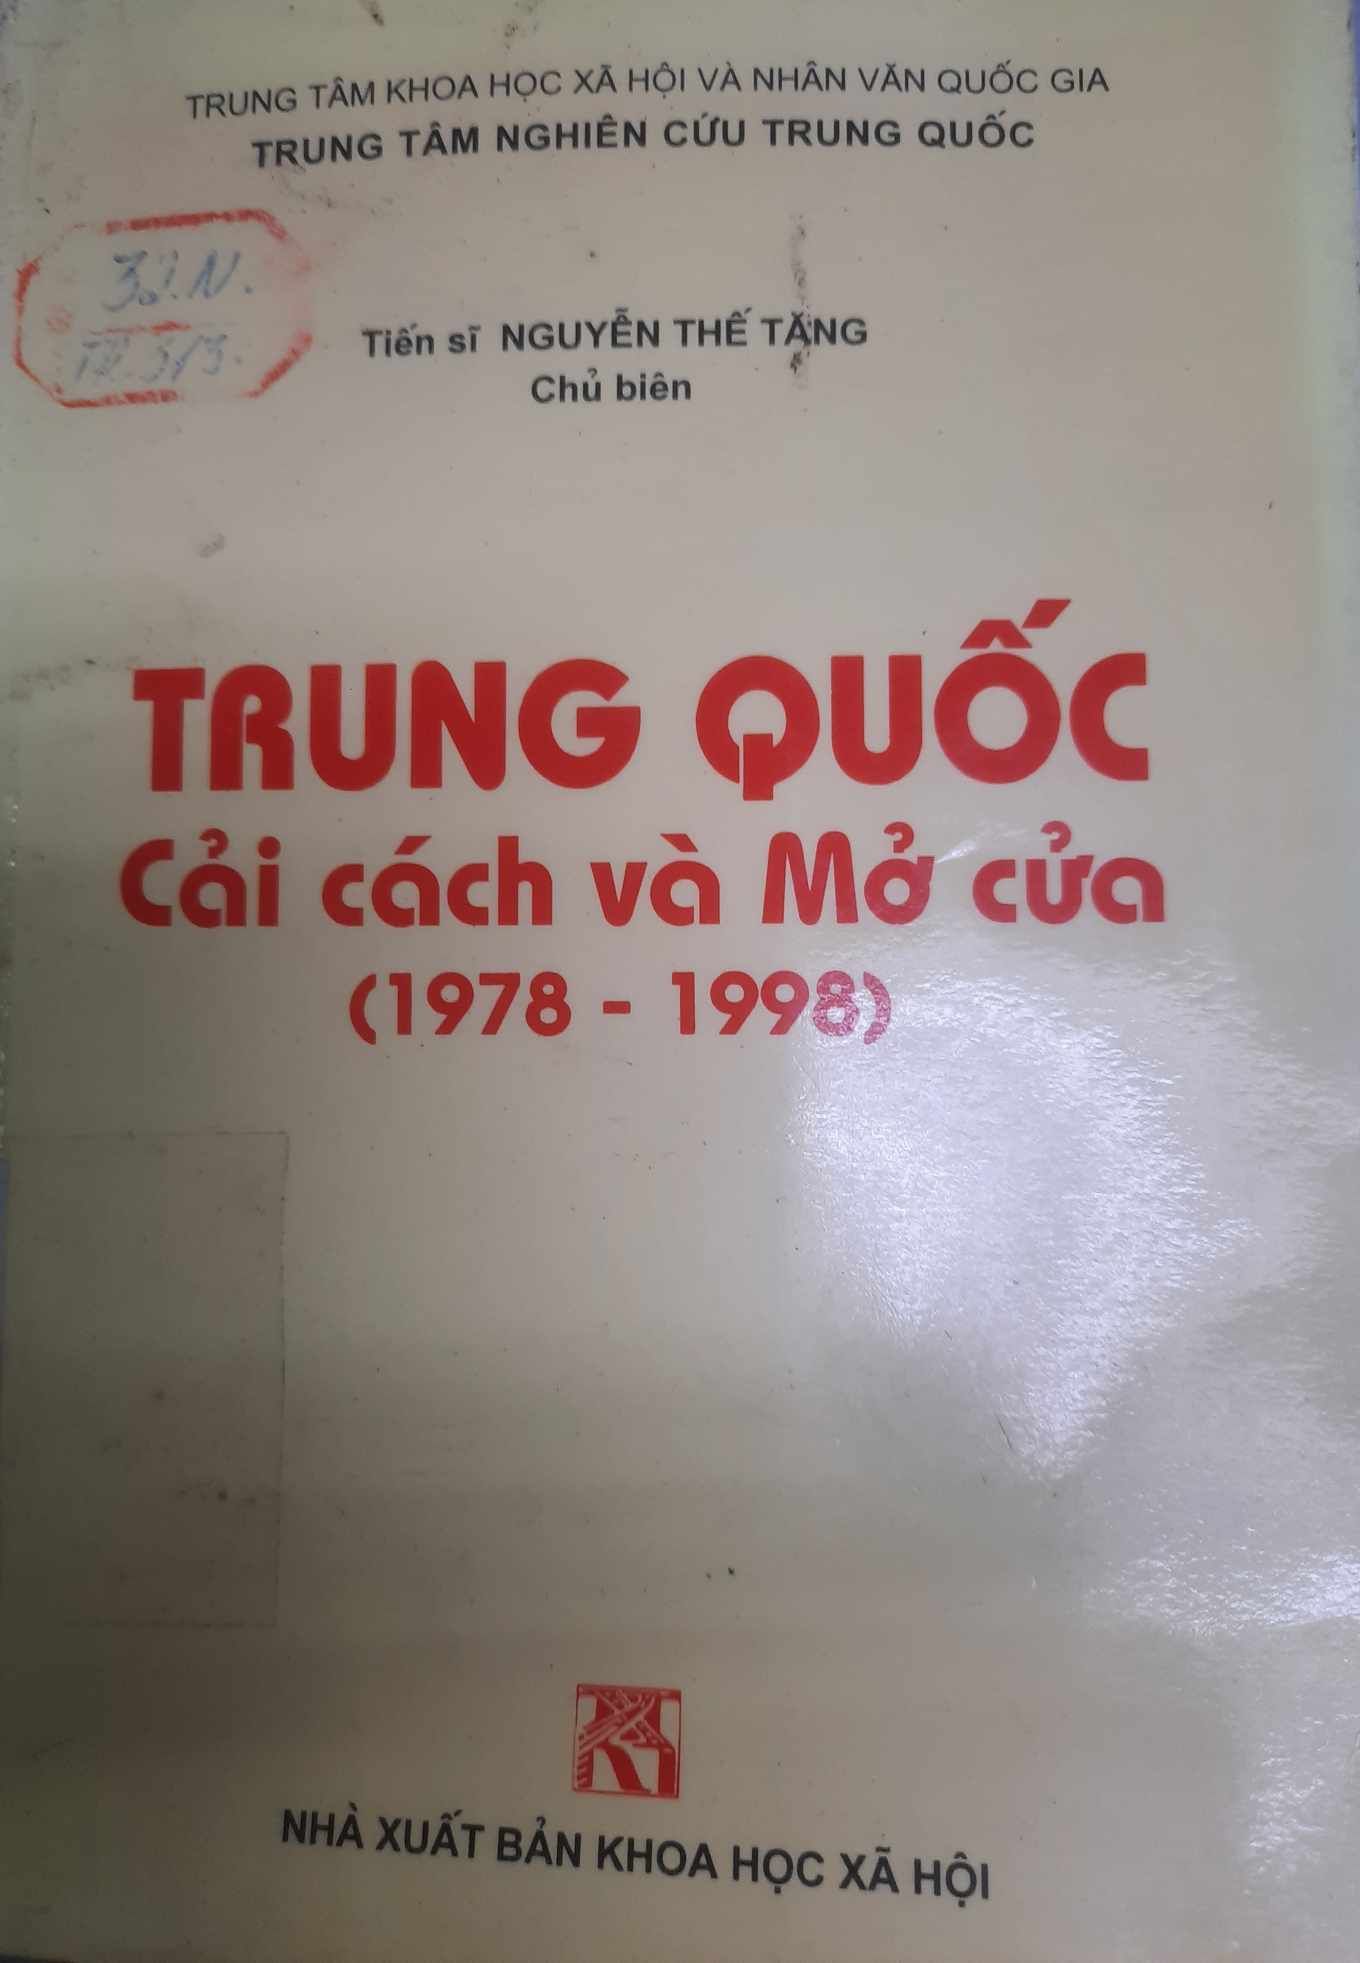 TRUNG TÂM KHOA HỌC XÃ HỘI VÀ NHÂN VĂN QUỐC GIA
TRUNG TÂM NGHIÊN CỨU TRUNG QUỐC
Tiến sĩ NGUYỄN THẾ TĂNG
Chủ biên
TRUNG QUỐC
Cải cách và Mở cửa
(1978 - 1998)
NHÀ XUẤT BẢN KHOA HỌC XÃ HỘI